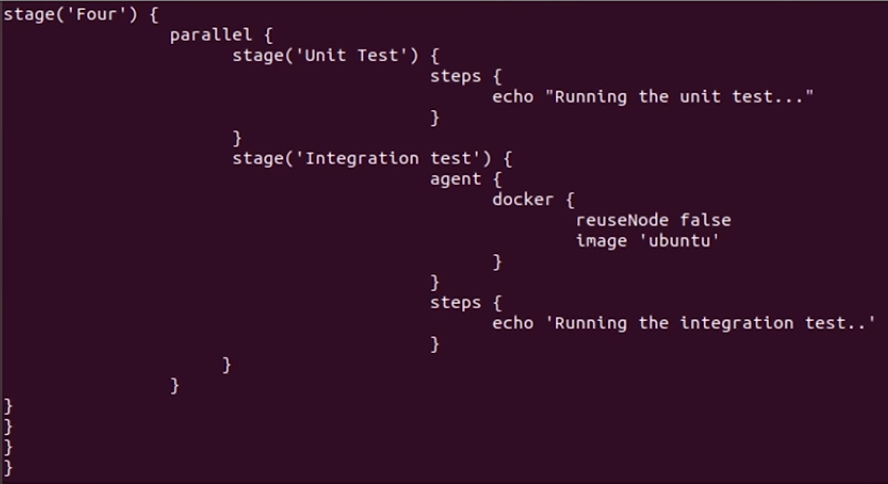 stage('Four') {
parallel {
stage('Unit Test') {
steps {
echo "Running the unit test..."
}
}
stage('Integration test') {
agent {
docker {
reuseNode false
image 'ubuntu'
}
}
steps {
echo 'Running the integration test..'
}
}
}
}
}
}
}